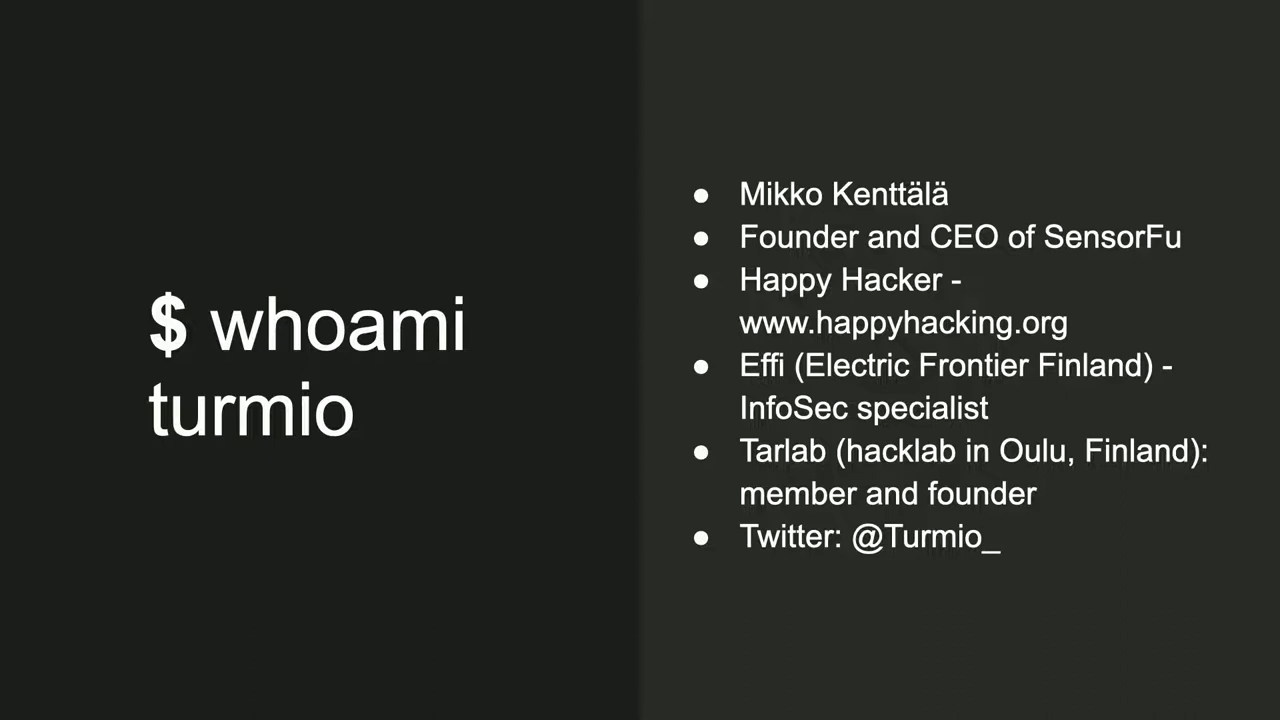 $ whoami
turmio
● Mikko Kenttälä
● Founder and CEO of SensorFu
● Happy Hacker -
www.happyhacking.org
● Effi (Electric Frontier Finland) -
InfoSec specialist
● Tarlab (hacklab in Oulu, Finland):
member and founder
● Twitter: @Turmio_